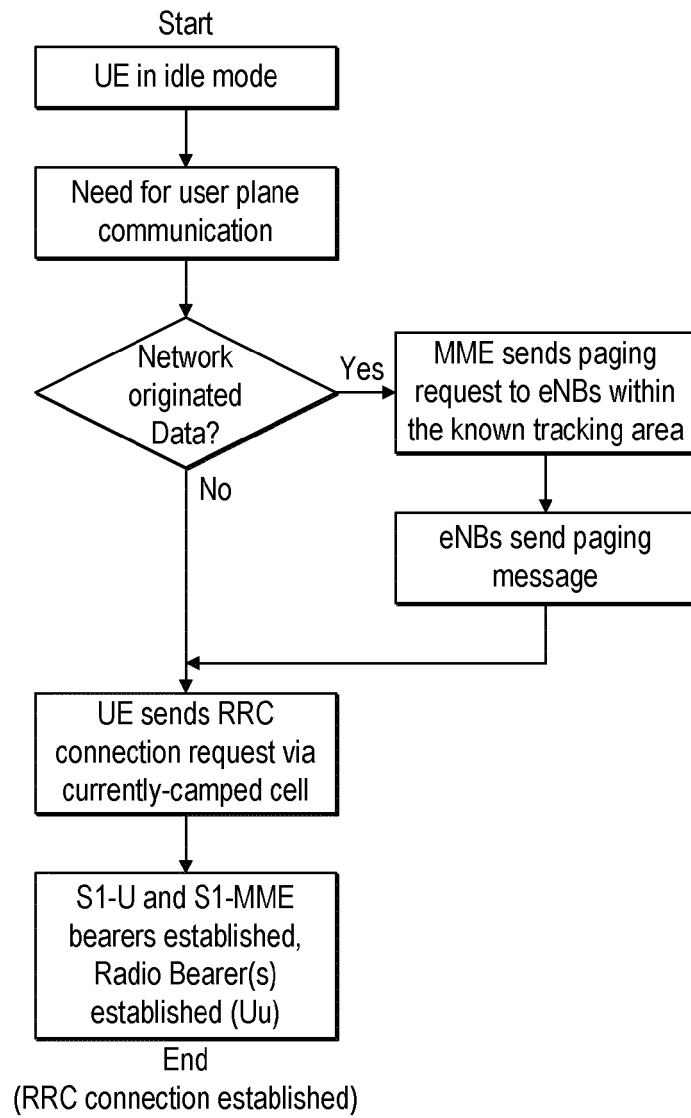 Start
UE in idle mode
Need for user plane
communication
Network
originated
Data?
Yes
MME sends paging
request to eNBs within
the known tracking area
No
eNBs send paging
message
UE sends RRC
connection request via
currently-camped cell
S1-U and S1-MME
bearers established,
Radio Bearer(s)
established (Uu)
End
(RRC connection established)